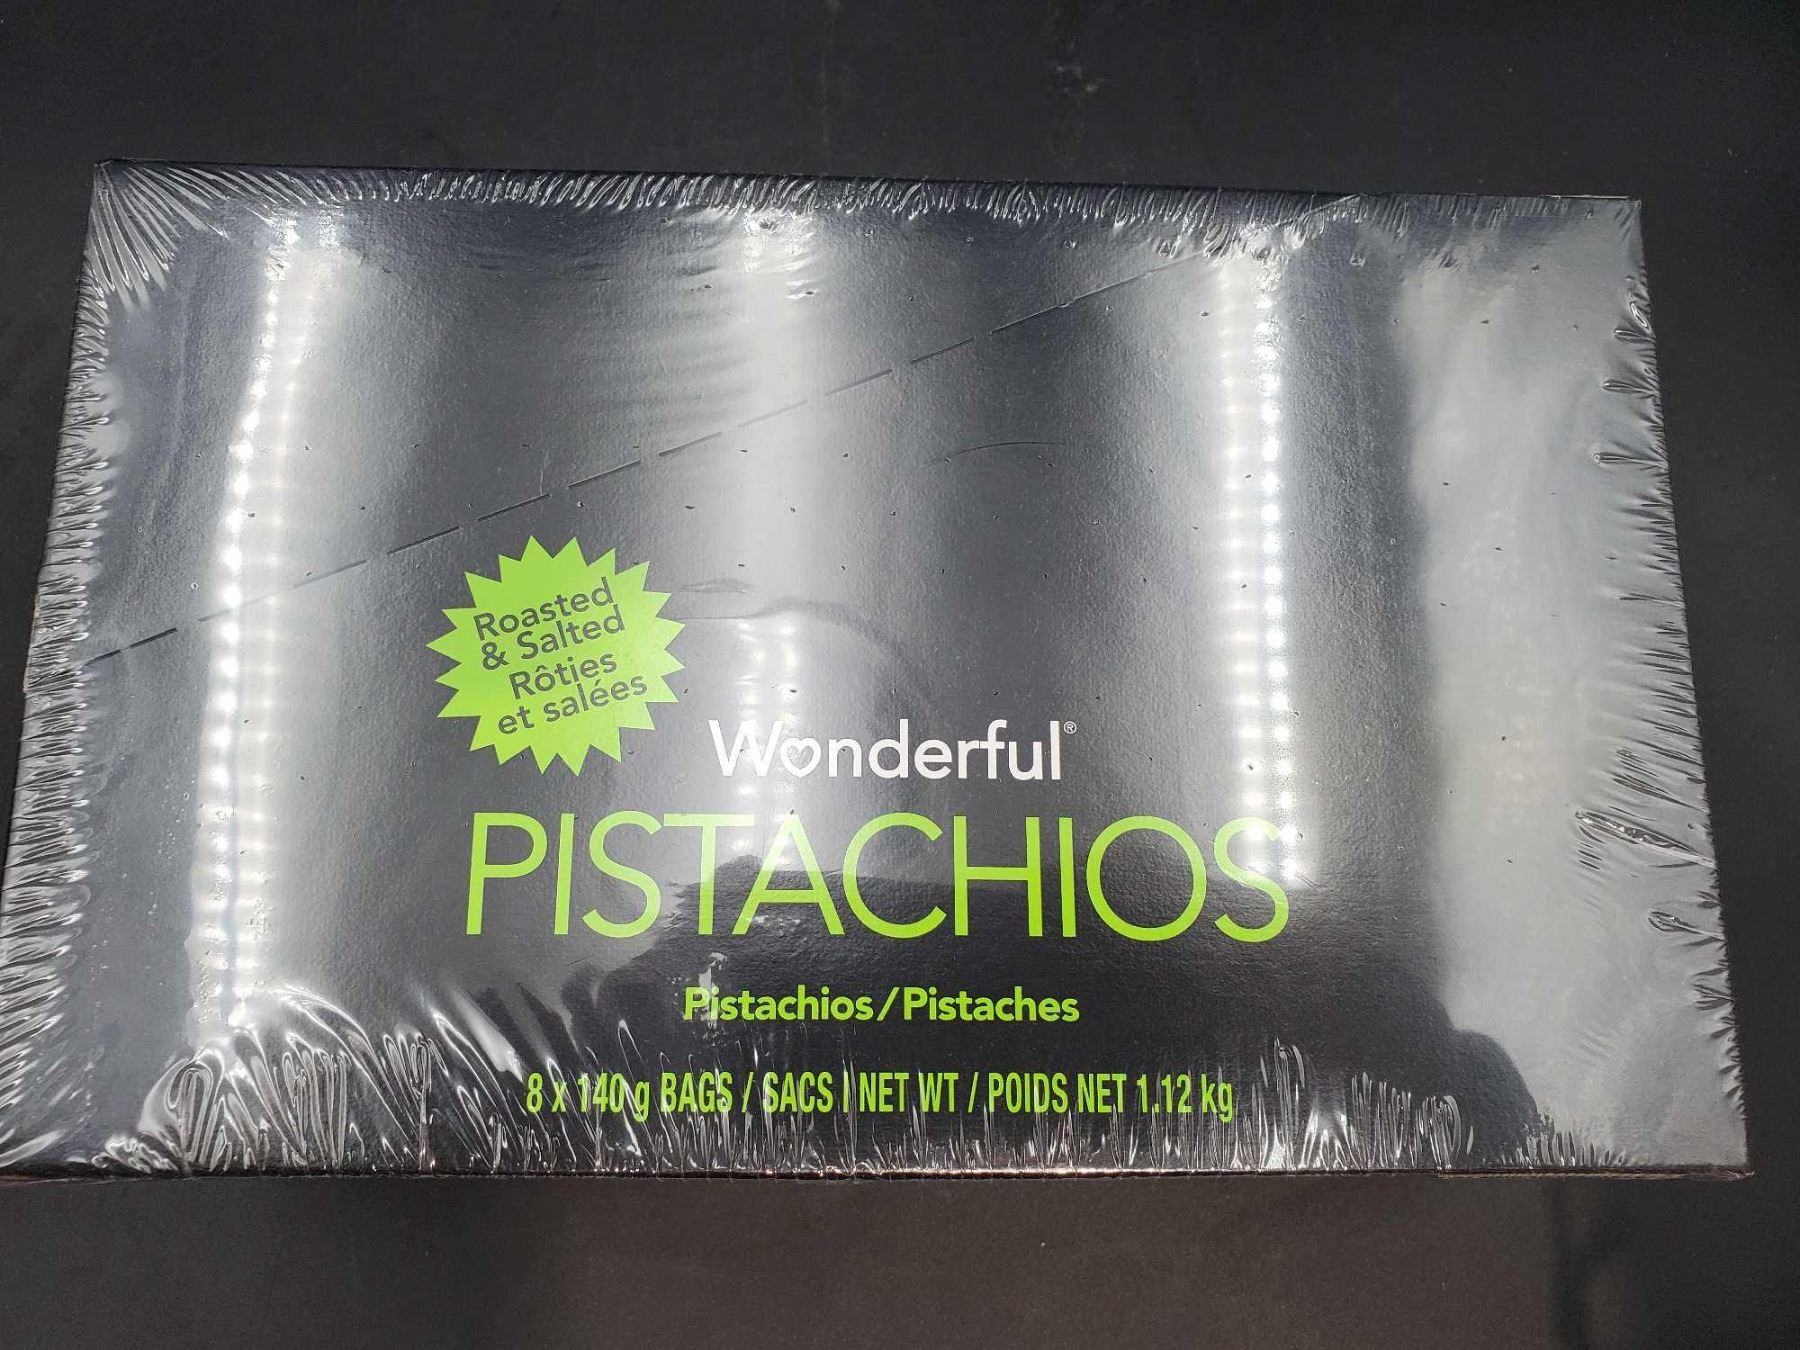 Roasted
& Salted
Rôties
et salées
Wonderful®
PISTACHIOS
Pistachios/Pistaches
8 x 140 g BAGS / SACS | NET WT / POIDS NET 1.12 kg